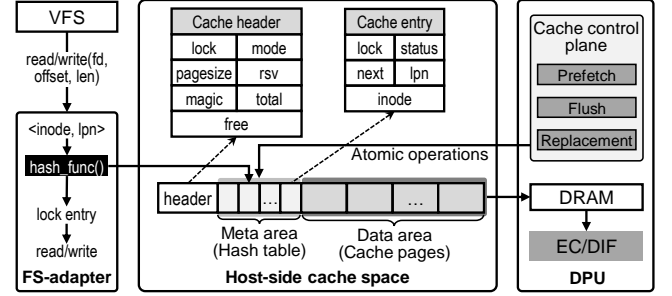 VFS
read/write(fd,
offset, len)
<inode, lpn>
hash_func()
lock entry
read/write
FS-adapter
Cache header
lock mode
pagesize rsv
magic total
free
Cache entry
lock status
next lpn
inode
Atomic operations
header
...
...
Meta area
(Hash table)
Data area
(Cache pages)
Host-side cache space
Cache control
plane
Prefetch
Flush
Replacement
DRAM
EC/DIF
DPU